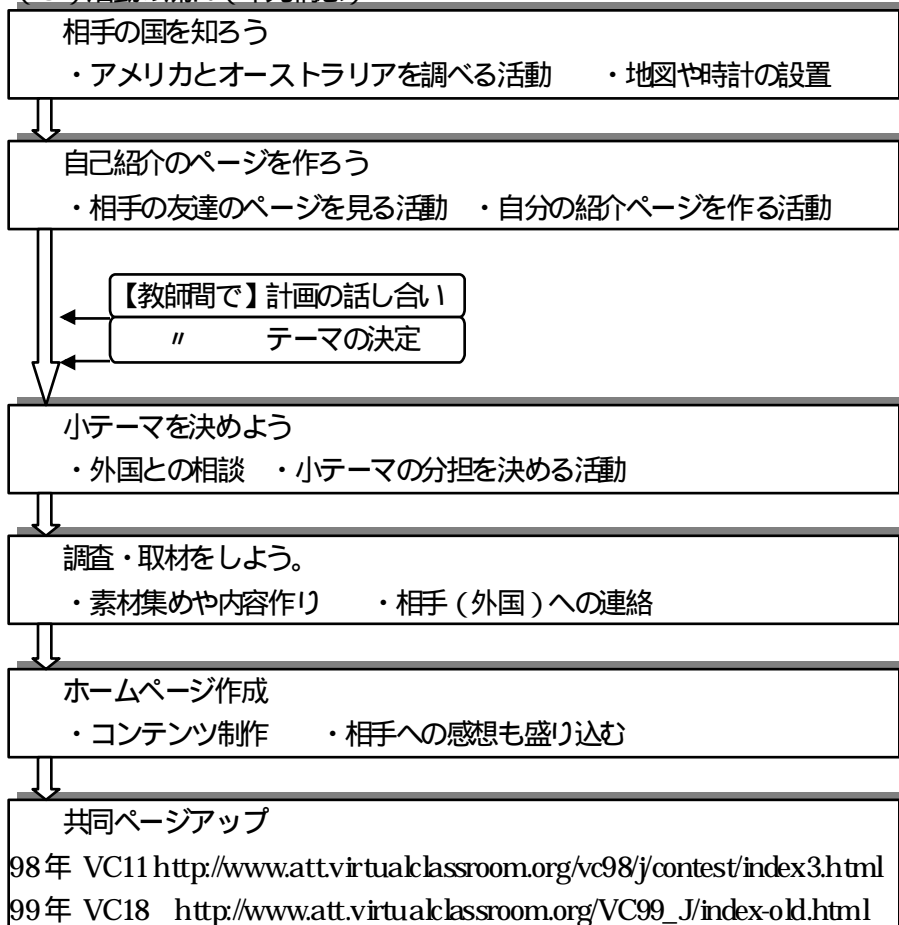 相手の国を知ろう
・アメリカとオーストラリアを調べる活動　・地図や時計の設置
自己紹介のページを作ろう
・相手の友達のページを見る活動　・自分の紹介ページを作る活動
【教師間で】計画の話し合い
〃　テーマの決定
小テーマを決めよう
・外国との相談　・小テーマの分担を決める活動
調査・取材をしよう。
・素材集めや内容作り　・相手（外国）への連絡
ホームページ作成
・コンテンツ制作　・相手への感想も盛り込む
共同ページアップ
98年 VC11 http://www.att.virtualclassroom.org/vc98/j/contest/index3.html
99年 VC18　http://www.att.virtualclassroom.org/VC99_J/index-old.html